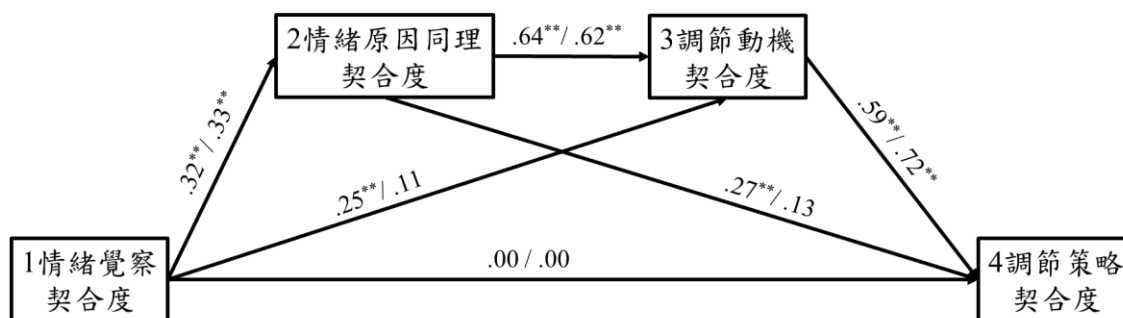 2情緒原因同理
契合度
.64**/ .62**
3調節動機
契合度
.32**/ .33**
.25**/ .11
.27**/ .13
.59**/ .72**
1情緒覺察
契合度
.00 / .00
4調節策略
契合度